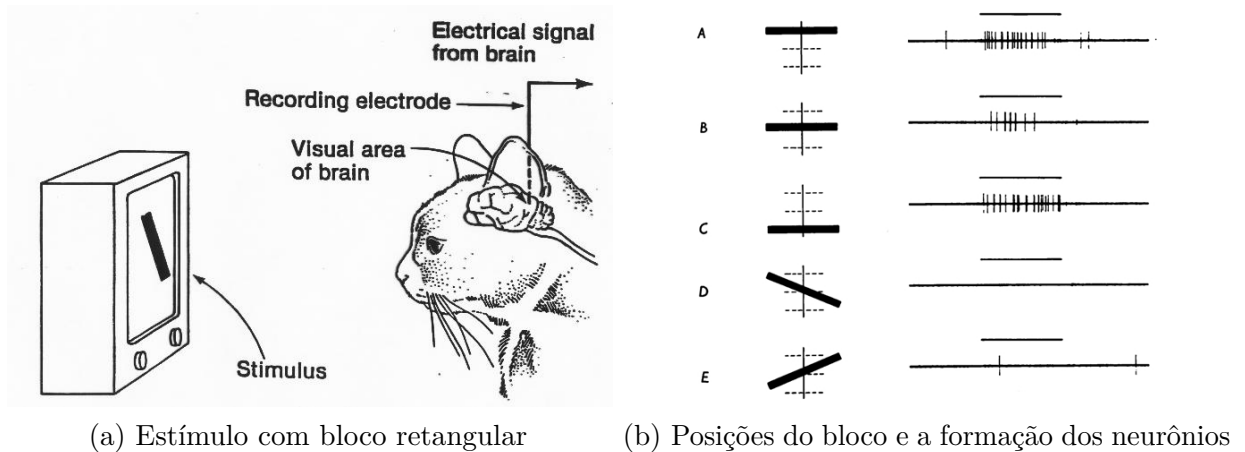 Electrical signal
from brain
Recording electrode
Visual area
of brain
Stimulus
A
B
C
D
E
(a) Estímulo com bloco retangular
(b) Posições do bloco e a formação dos neurônios